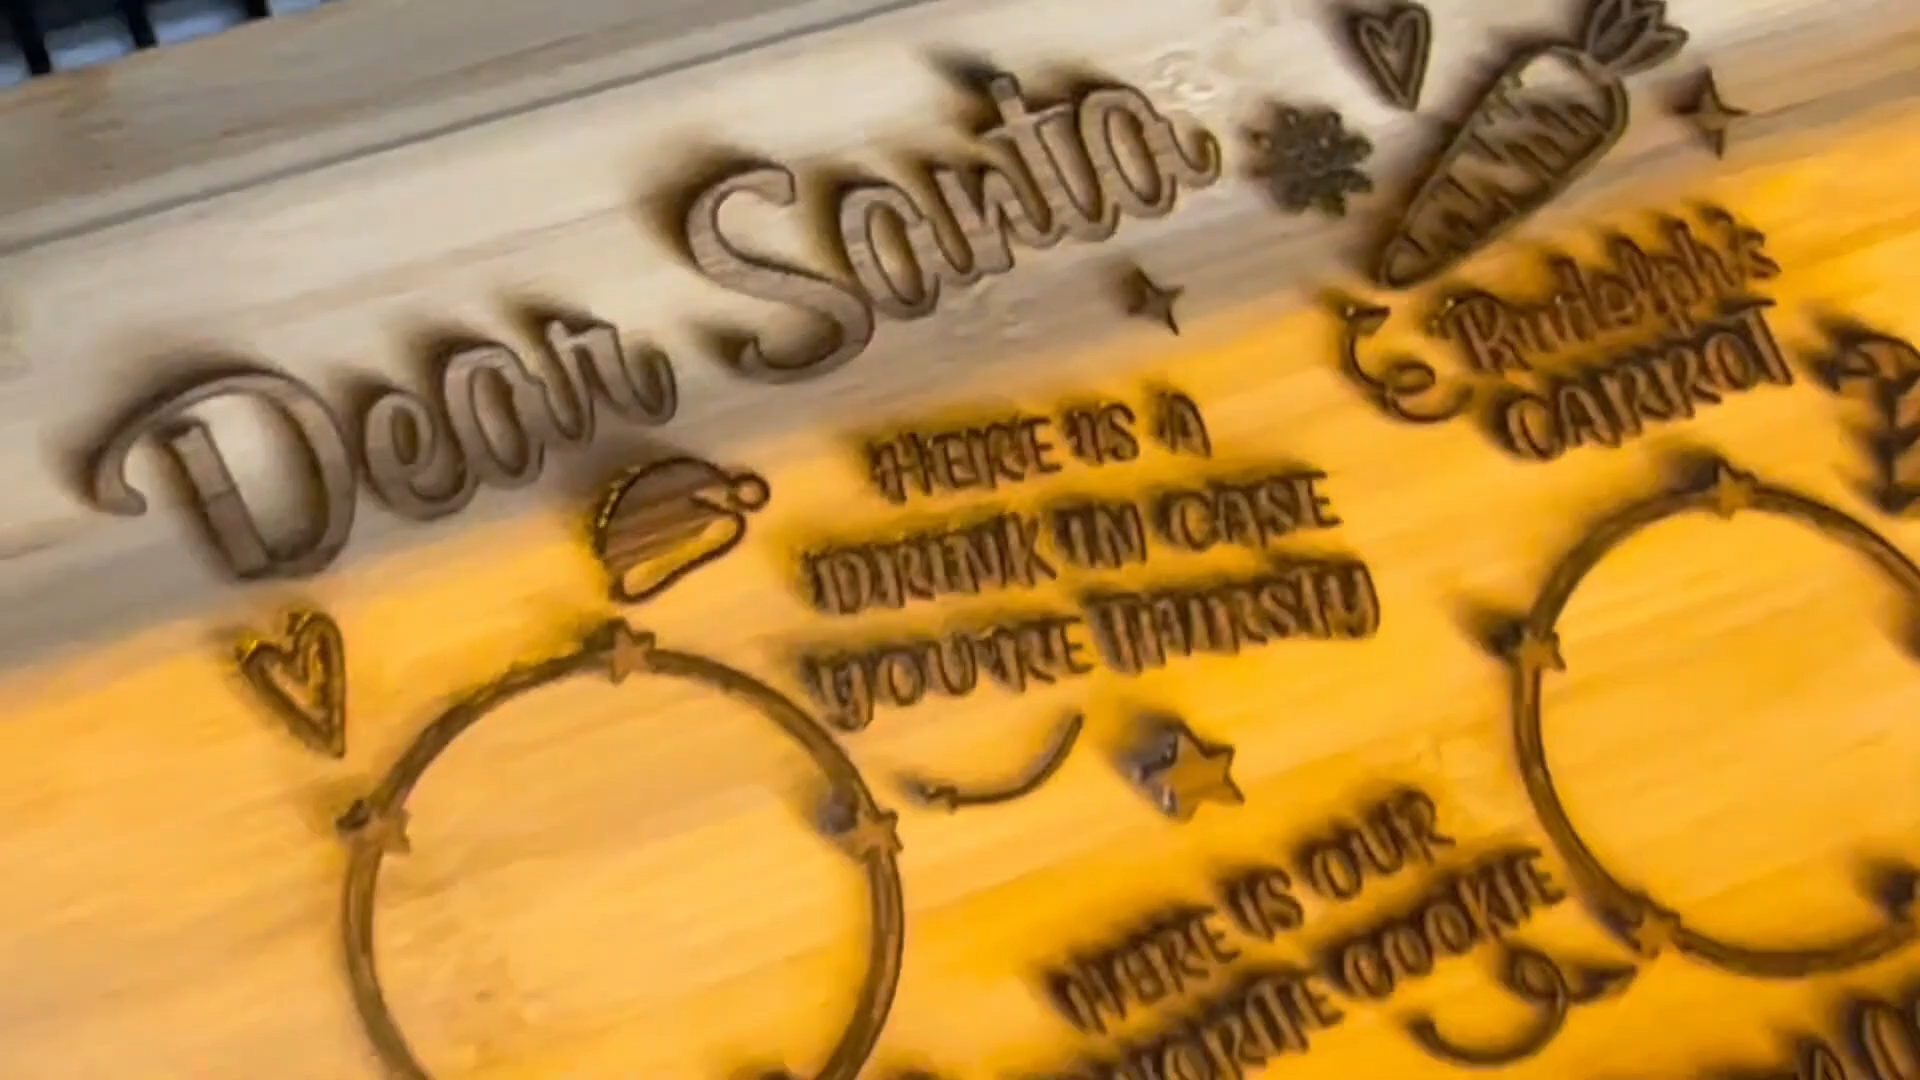 Dear Santa
HERE IS A
DRINK IN CASE
YOU'RE THIRSTY
Rudolph's
CARROT
HERE IS OUR
COOKIE